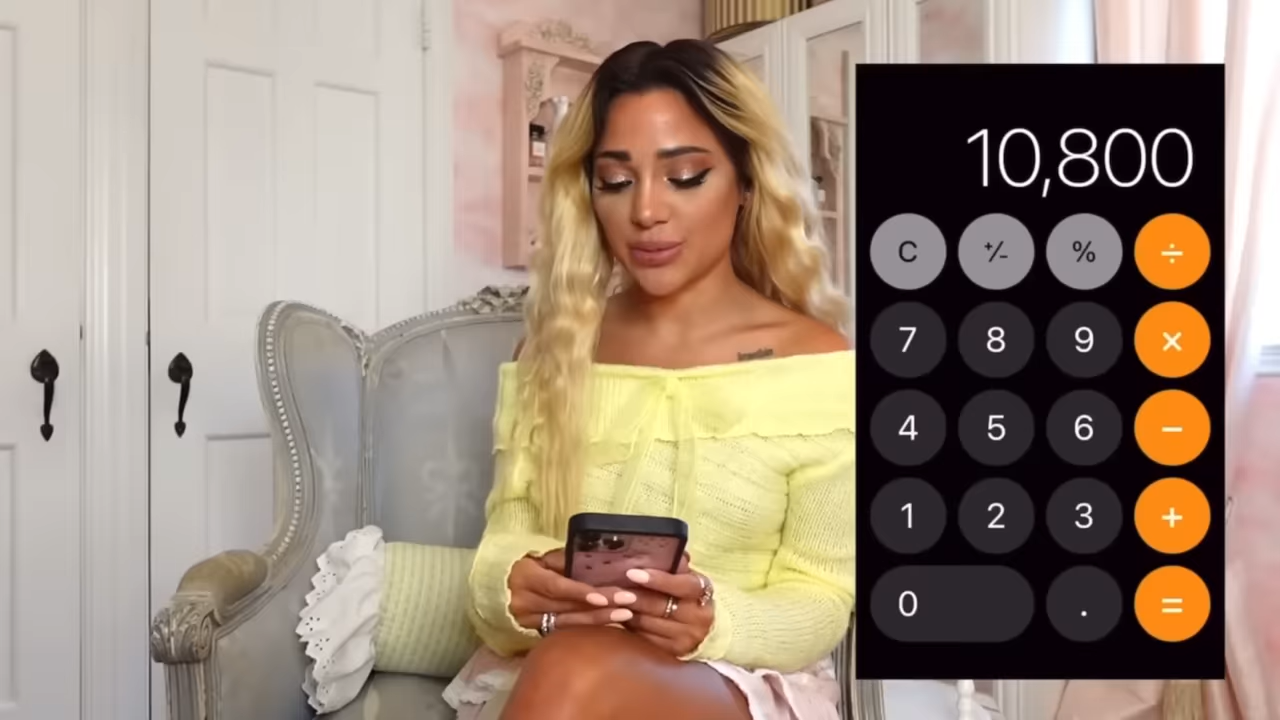 10,800
C +/- % ÷
7 8 9 ×
4 5 6 −
1 2 3 +
0 . =